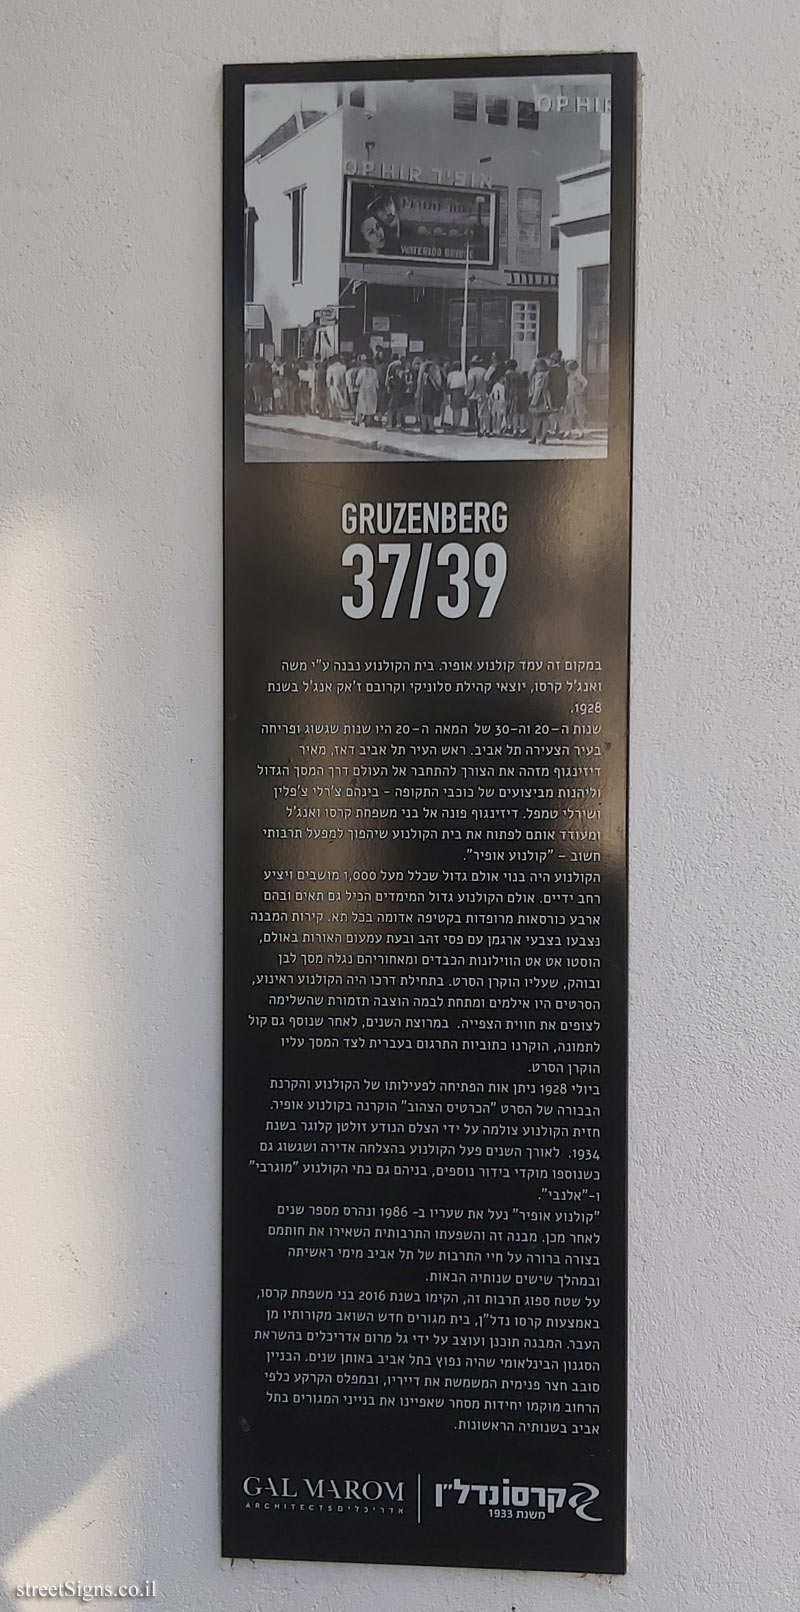 OPHIR
OPHIR אופיר
WATERLOO BRIDGE
GRUZENBERG
37/39
במקום זה עמד קולנוע אופיר. בית הקולנוע נבנה ע"י משה
ואנג'ל קרסו, יוצאי קהילת סלוניקי וקרובם ז'אק אנג'ל בשנת
1928.
שנות ה-20 וה-30 של המאה ה-20 היו שנות שגשוג ופריחה
בעיר הצעירה תל אביב. ראש העיר תל אביב דאז, מאיר
דיזינגוף מזהה את הצורך להתחבר אל העולם דרך המסך הגדול
וליהנות מביצועים של כוכבי התקופה - בינהם צ'רלי צ'פלין
ושירלי טמפל. דיזינגוף פונה אל בני משפחת קרסו ואנג'ל
ומעודד אותם לפתוח את בית הקולנוע שיהפוך למפעל תרבותי
חשוב – "קולנוע אופיר".
הקולנוע היה בנוי אולם גדול שכלל מעל 1,000 מושבים ויציע
רחב ידיים. אולם הקולנוע גדול המימדים הכיל גם תאים ובהם
ארבע כורסאות מרופדות בקטיפה אדומה בכל תא. קירות המבנה
נצבעו בצבעי ארגמן עם פסי זהב ובעת עמעום האורות באולם,
הוסטו אט אט הווילונות הכבדים ומאחוריהם נגלה מסך לבן
ובוהק, שעליו הוקרן הסרט. בתחילת דרכו היה הקולנוע ראינוע,
הסרטים היו אילמים ומתחת לבמה הוצבה תזמורת שהשלימה
לצופים את חווית הצפייה. במרוצת השנים, לאחר שנוסף גם קול
לתמונה, הוקרנו כתוביות התרגום בעברית לצד המסך עליו
הוקרן הסרט.
ביולי 1928 ניתן אות הפתיחה לפעילותו של הקולנוע והקרנת
הבכורה של הסרט "הכרטיס הצהוב" הוקרנה בקולנוע אופיר.
חזית הקולנוע צולמה על ידי הצלם הנודע זולטן קלוגר בשנת
1934. לאורך השנים פעל הקולנוע בהצלחה אדירה ושגשוג גם
כשנוספו מוקדי בידור נוספים, בניהם גם בתי הקולנוע "מוגרבי"
ו-"אלנבי".
"קולנוע אופיר" נעל את שעריו ב- 1986 ונהרס מספר שנים
לאחר מכן. מבנה זה והשפעתו התרבותית השאירו את חותמם
בצורה ברורה על חיי התרבות של תל אביב מימי ראשיתה
ובמהלך שישים שנותיה הבאות.
על שטח ספוג תרבות זה, הקימו בשנת 2016 בני משפחת קרסו,
באמצעות קרסו נדל"ן, בית מגורים חדש השואב מקורותיו מן
העבר. המבנה תוכנן ועוצב על ידי גל מרום אדריכלים בהשראת
הסגנון הבינלאומי שהיה נפוץ בתל אביב באותן שנים. הבניין
סובב חצר פנימית המשמשת את דייריו, ובמפלס הקרקע כלפי
הרחוב מוקמו יחידות מסחר שאפיינו את בנייני המגורים בתל
אביב בשנותיה הראשונות.
קרסונדל"ן
משנת 1933
GAL MAROM
ARCHITECTS אדריכלים
streetSigns.co.il